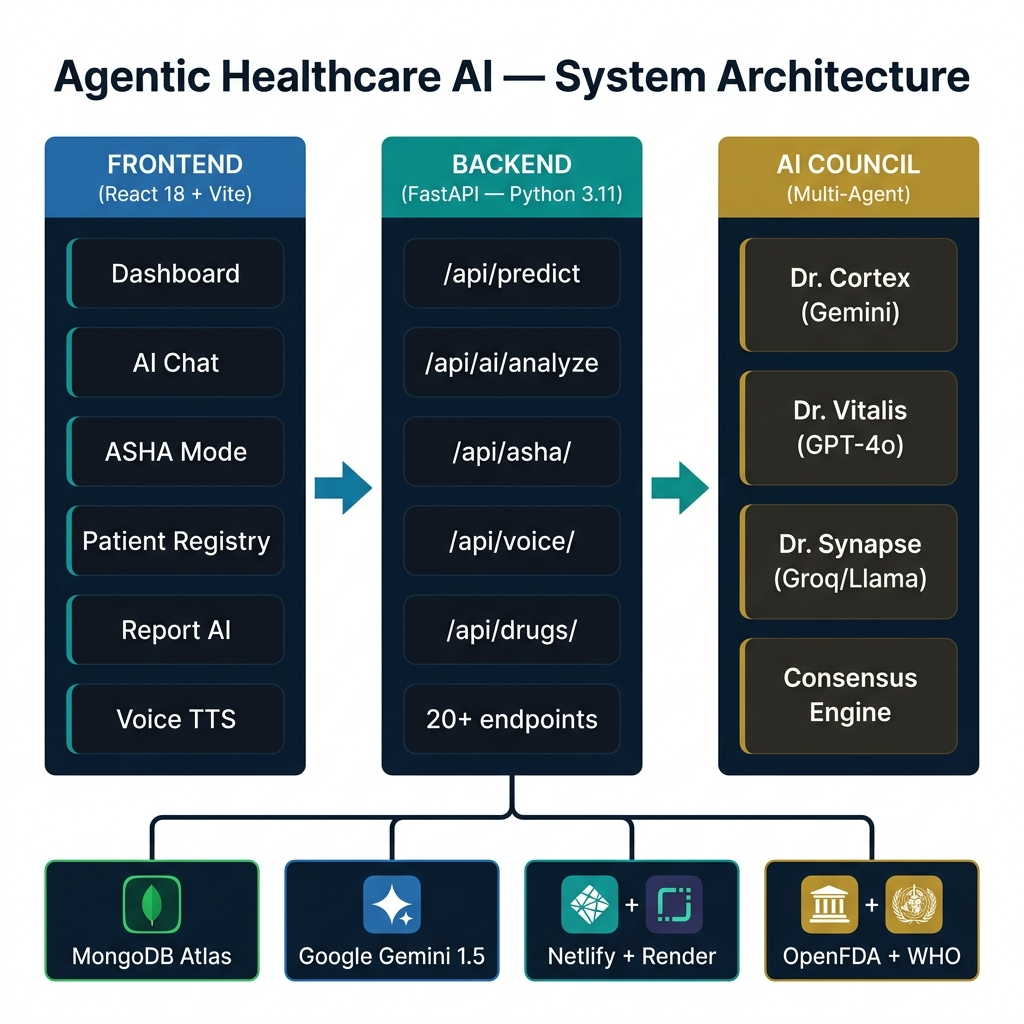 Agentic Healthcare AI — System Architecture
FRONTEND
(React 18 + Vite)
Dashboard
AI Chat
ASHA Mode
Patient Registry
Report AI
Voice TTS
BACKEND
(FastAPI — Python 3.11)
/api/predict
/api/ai/analyze
/api/asha/
/api/voice/
/api/drugs/
20+ endpoints
AI COUNCIL
(Multi-Agent)
Dr. Cortex
(Gemini)
Dr. Vitalis
(GPT-4o)
Dr. Synapse
(Groq/Llama)
Consensus
Engine
MongoDB Atlas
Google Gemini 1.5
+
Netlify + Render
+
OpenFDA + WHO